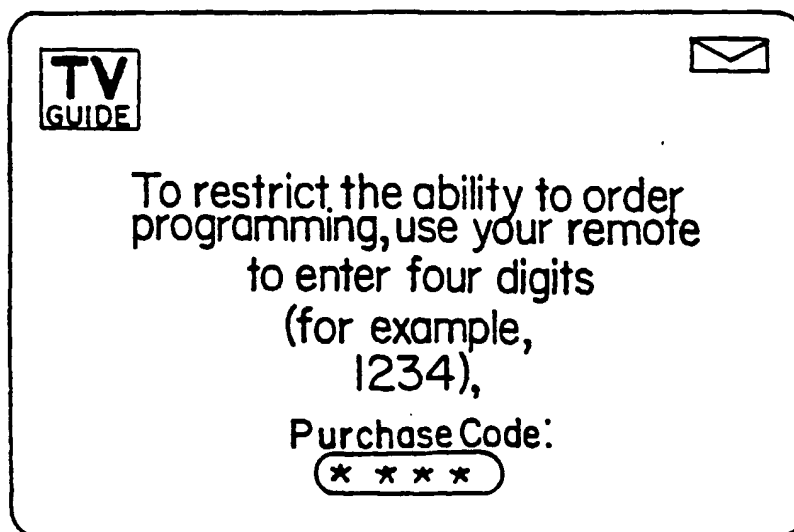 TV
GUIDE
To restrict the ability to order
programming, use your remote
to enter four digits
(for example,
1234),
Purchase Code:
* * * *